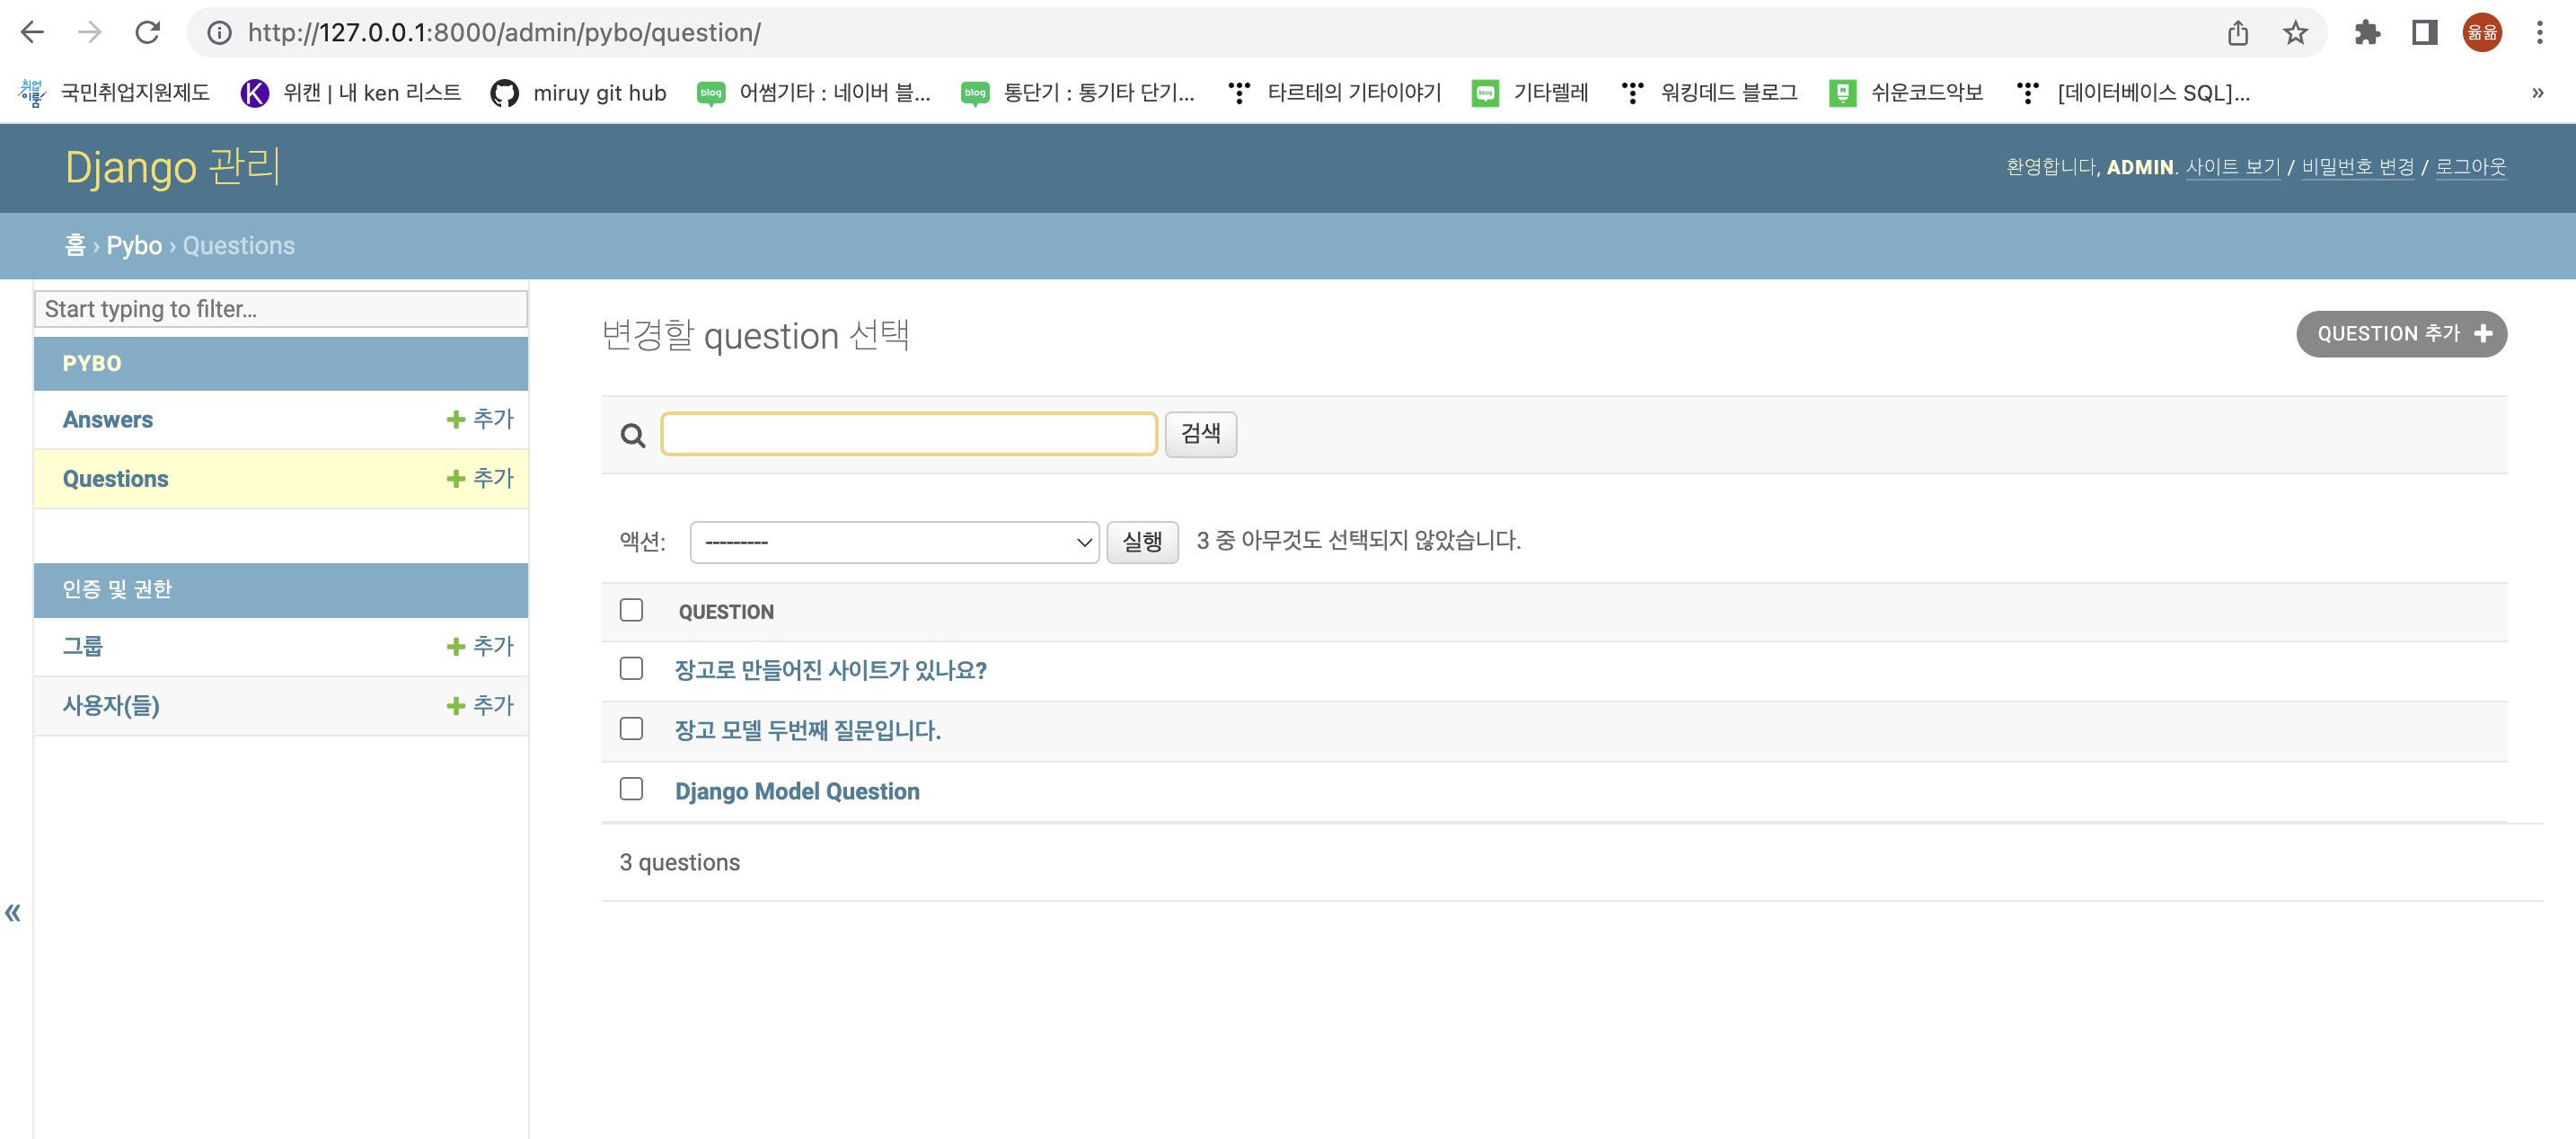 http://127.0.0.1:8000/admin/pybo/question/
윪윪
취업이룸 국민취업지원제도 K 위캔 | 내 ken 리스트 miruy git hub blog 어썸기타 : 네이버 블... blog 통단기 : 통기타 단기... 타르테의 기타이야기 blog 기타렐레 워킹데드 블로그 쉬운코드악보 [데이터베이스 SQL]... »
Django 관리
환영합니다, ADMIN. 사이트 보기 / 비밀번호 변경 / 로그아웃
홈 › Pybo › Questions
Start typing to filter...
PYBO
Answers + 추가
Questions + 추가
인증 및 권한
그룹 + 추가
사용자(들) + 추가
«
변경할 question 선택
QUESTION 추가 +
검색
액션: --------- 실행 3 중 아무것도 선택되지 않았습니다.
QUESTION
장고로 만들어진 사이트가 있나요?
장고 모델 두번째 질문입니다.
Django Model Question
3 questions